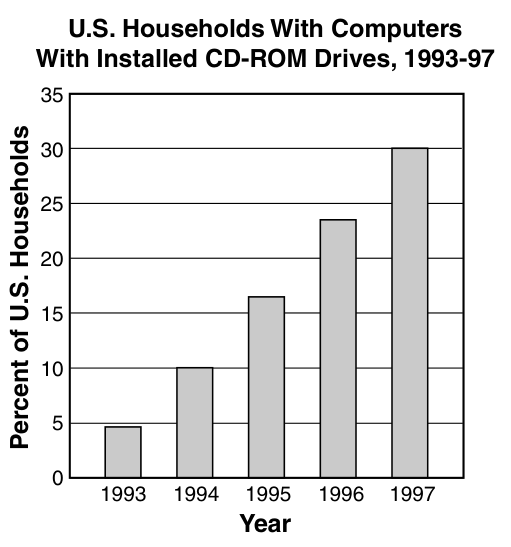 U.S. Households With Computers
With Installed CD-ROM Drives, 1993-97
Percent of U.S. Households
35
30
25
20
15
10
5
0
1993 1994 1995 1996 1997
Year